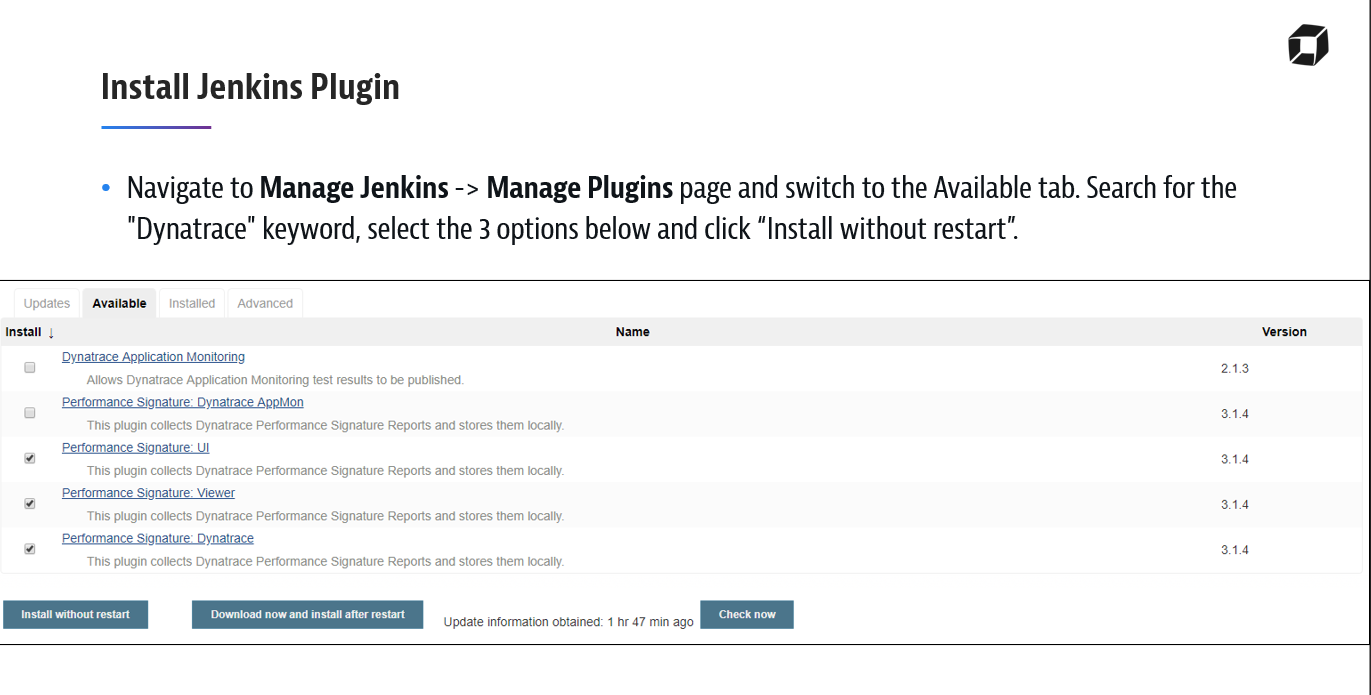 Install Jenkins Plugin
• Navigate to Manage Jenkins -> Manage Plugins page and switch to the Available tab. Search for the
"Dynatrace" keyword, select the 3 options below and click “Install without restart”.
Updates Available Installed Advanced
Install ↓ Name Version
Dynatrace Application Monitoring
Allows Dynatrace Application Monitoring test results to be published.
2.1.3
Performance Signature: Dynatrace AppMon
This plugin collects Dynatrace Performance Signature Reports and stores them locally.
3.1.4
Performance Signature: UI
This plugin collects Dynatrace Performance Signature Reports and stores them locally.
3.1.4
Performance Signature: Viewer
This plugin collects Dynatrace Performance Signature Reports and stores them locally.
3.1.4
Performance Signature: Dynatrace
This plugin collects Dynatrace Performance Signature Reports and stores them locally.
3.1.4
Install without restart Download now and install after restart Update information obtained: 1 hr 47 min ago Check now